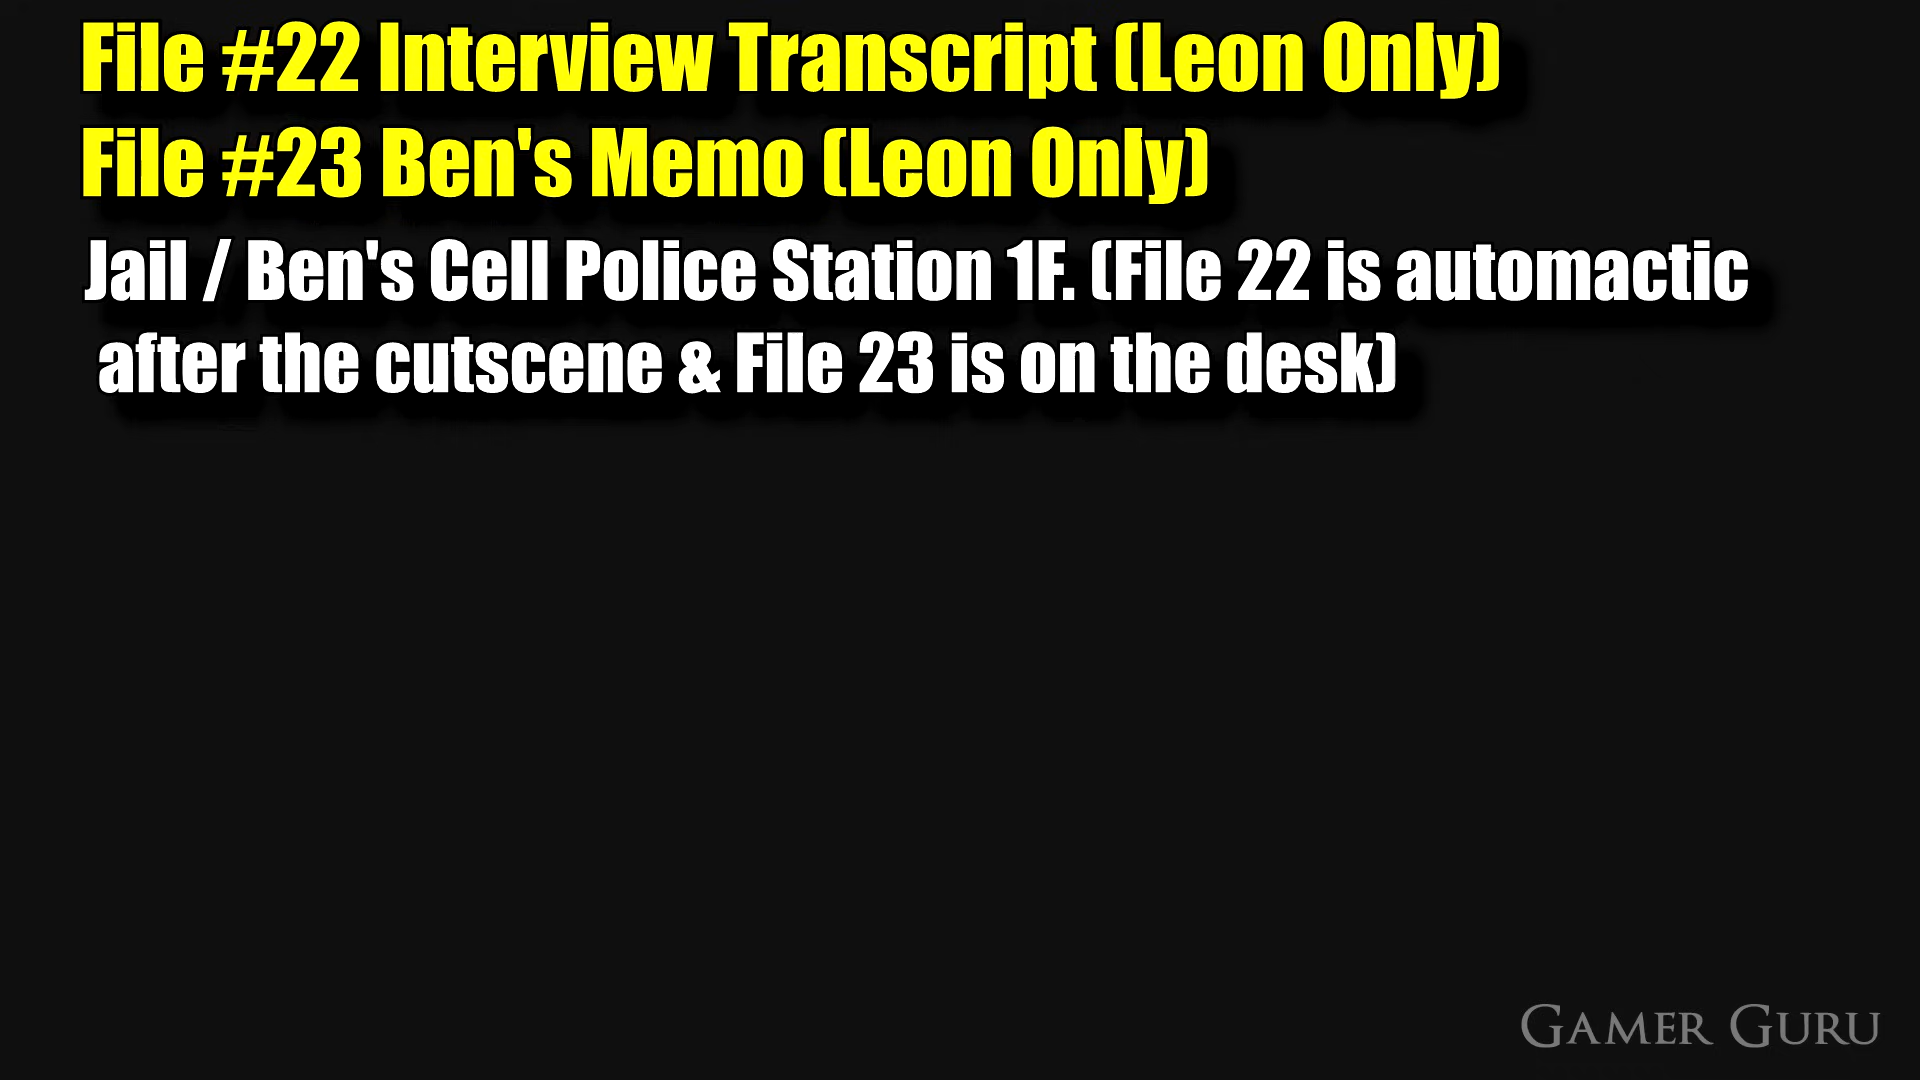 File #22 Interview Transcript (Leon Only)
File #23 Ben's Memo (Leon Only)
Jail / Ben's Cell Police Station 1F. (File 22 is automactic
after the cutscene & File 23 is on the desk)
GAMER GURU